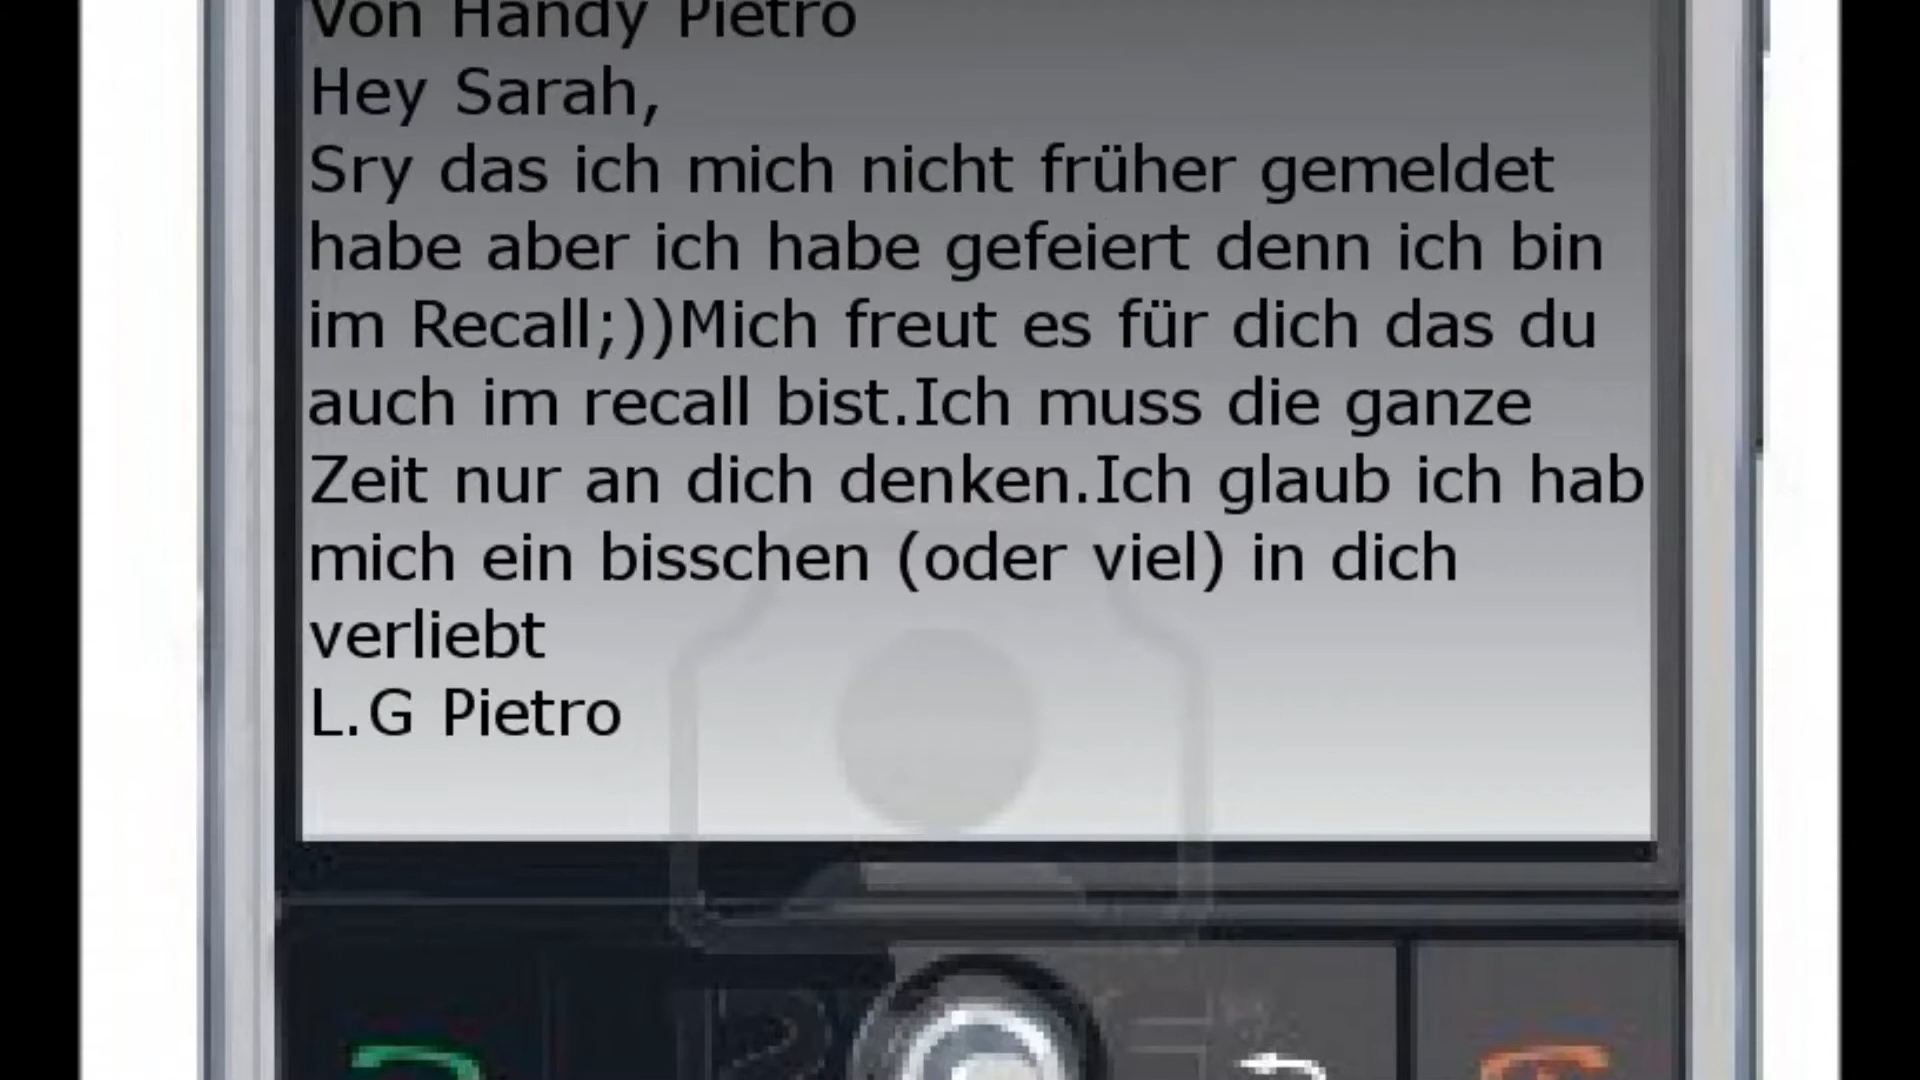 Von Handy Pietro
Hey Sarah,
Sry das ich mich nicht früher gemeldet
habe aber ich habe gefeiert denn ich bin
im Recall;))Mich freut es für dich das du
auch im recall bist.Ich muss die ganze
Zeit nur an dich denken.Ich glaub ich hab
mich ein bisschen (oder viel) in dich
verliebt
L.G Pietro